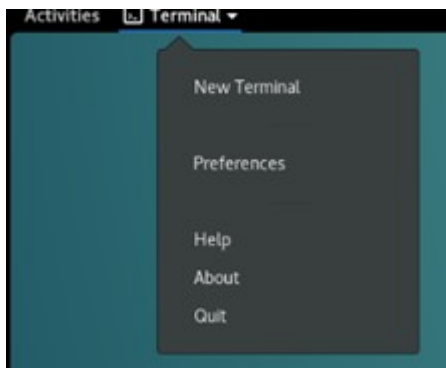 Activities Terminal
New Terminal
Preferences
Help
About
Quit